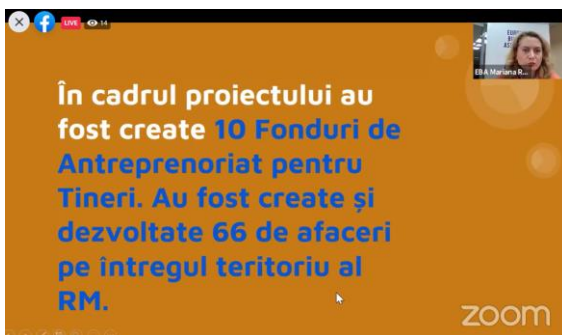 LIVE 14
EBA Mariana R...
În cadrul proiectului au
fost create 10 Fonduri de
Antreprenoriat pentru
Tineri. Au fost create și
dezvoltate 66 de afaceri
pe întregul teritoriu al
RM.
zoom